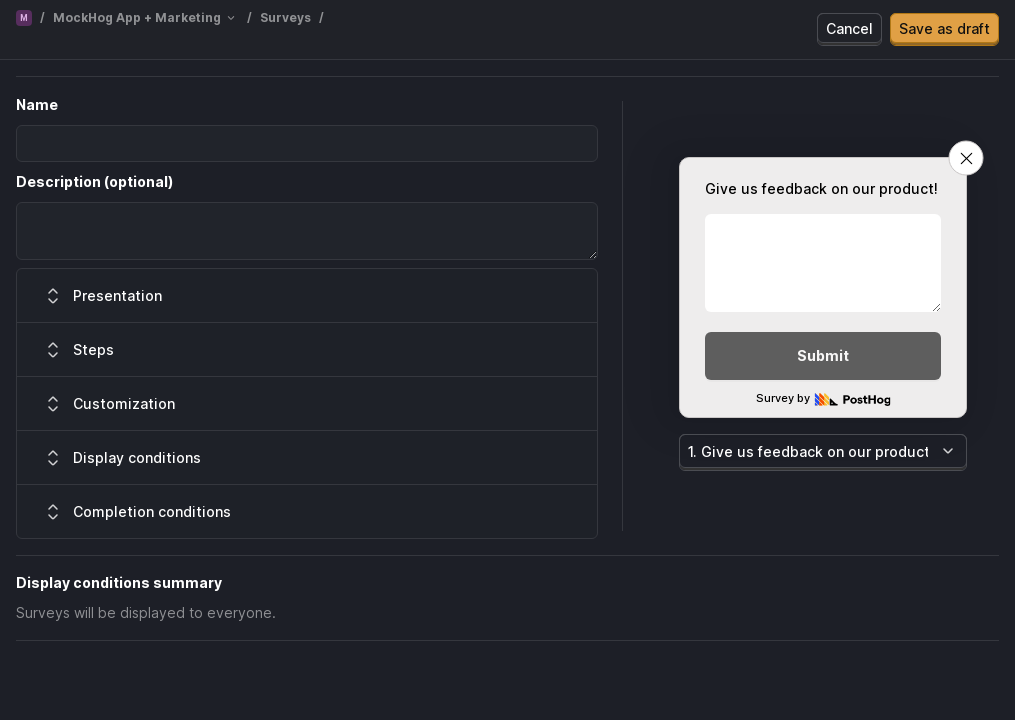 M / MockHog App + Marketing / Surveys /
Cancel
Save as draft
Name
Description (optional)
Presentation
Steps
Customization
Display conditions
Completion conditions
Give us feedback on our product!
Submit
Survey by PostHog
1. Give us feedback on our product
Display conditions summary
Surveys will be displayed to everyone.